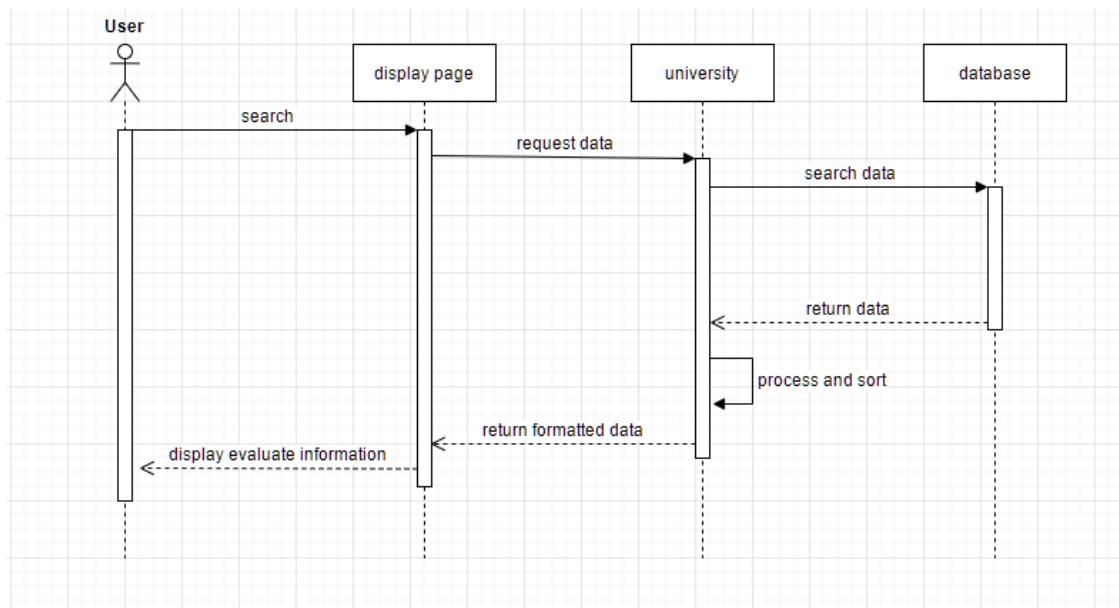 User
display page
university
database
search
request data
search data
return data
process and sort
return formatted data
display evaluate information